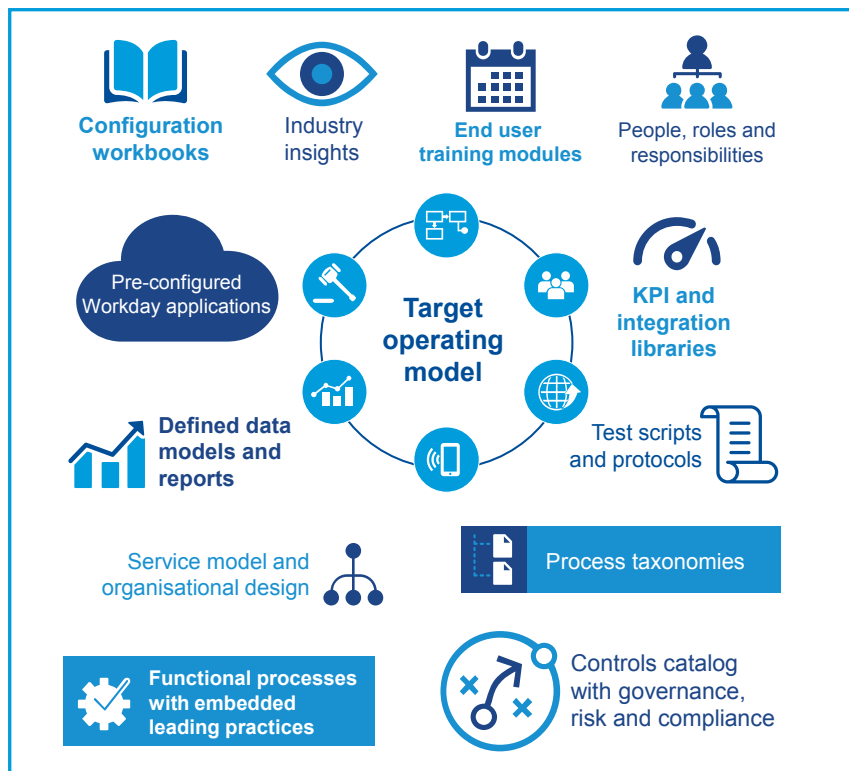 Configuration
workbooks
Industry
insights
End user
training modules
People, roles and
responsibilities
Pre-configured
Workday applications
Target
operating
model
KPI and
integration
libraries
Defined data
models and
reports
Test scripts
and protocols
Service model and
organisational design
Process taxonomies
Functional processes
with embedded
leading practices
Controls catalog
with governance,
risk and compliance